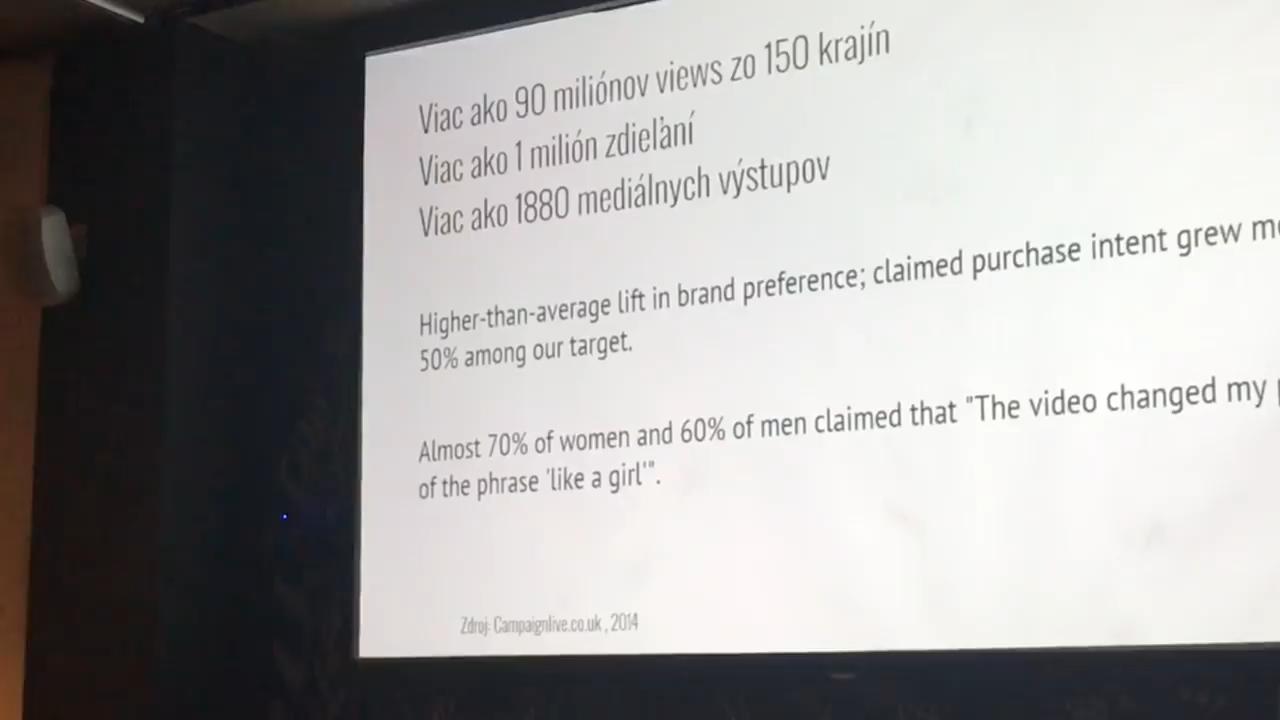 Viac ako 90 miliónov views zo 150 krajín
Viac ako 1 milión zdieľaní
Viac ako 1880 mediálnych výstupov
Higher-than-average lift in brand preference; claimed purchase intent grew
50% among our target.
Almost 70% of women and 60% of men claimed that "The video changed my
of the phrase 'like a girl'".
Zdroj: Campaignlive.co.uk , 2014